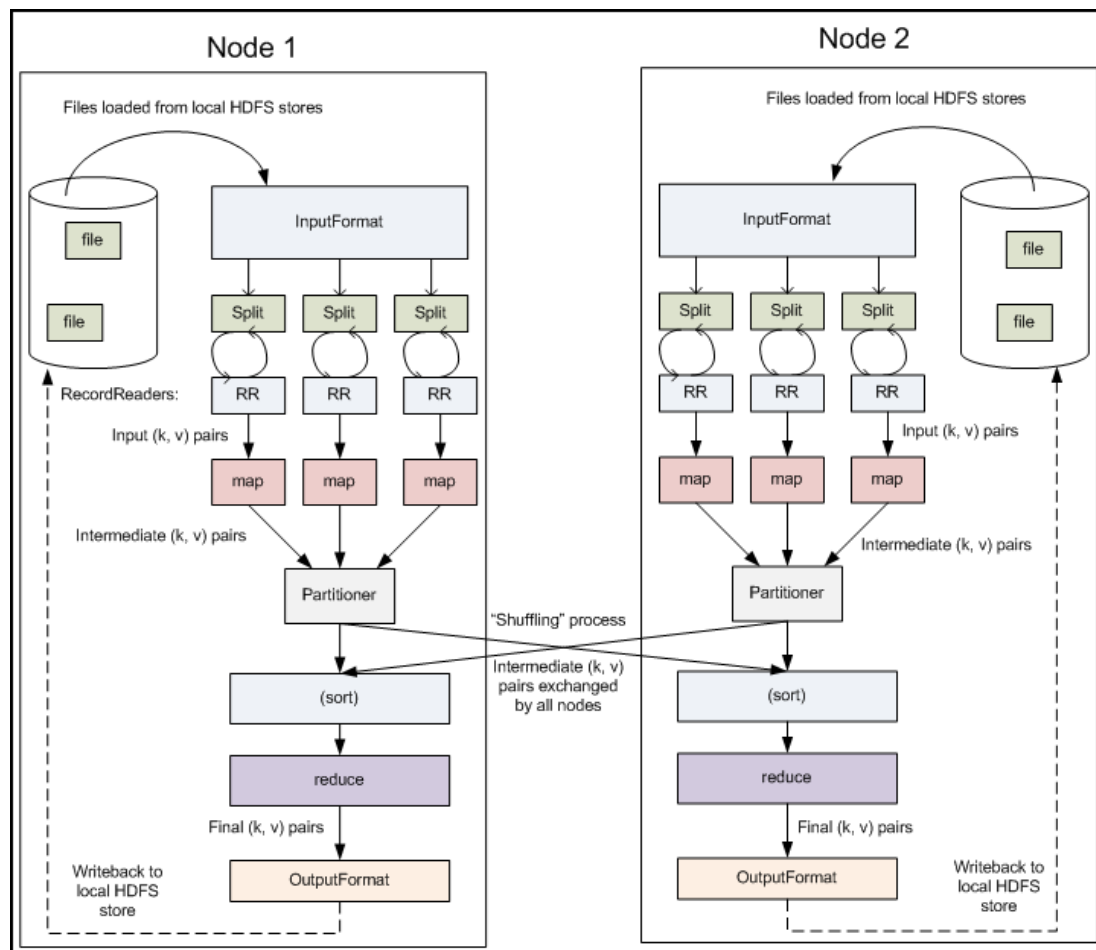 Node 1
Files loaded from local HDFS stores
InputFormat
file
file
Split
Split
Split
RecordReaders:
RR
RR
RR
Input (k, v) pairs
map
map
map
Intermediate (k, v) pairs
Partitioner
"Shuffling" process
Intermediate (k, v)
pairs exchanged
by all nodes
(sort)
reduce
Final (k, v) pairs
OutputFormat
Writeback to
local HDFS
store
Node 2
Files loaded from local HDFS stores
InputFormat
file
file
Split
Split
Split
RR
RR
RR
Input (k, v) pairs
map
map
map
Intermediate (k, v) pairs
Partitioner
(sort)
reduce
Final (k, v) pairs
OutputFormat
Writeback to
local HDFS
store